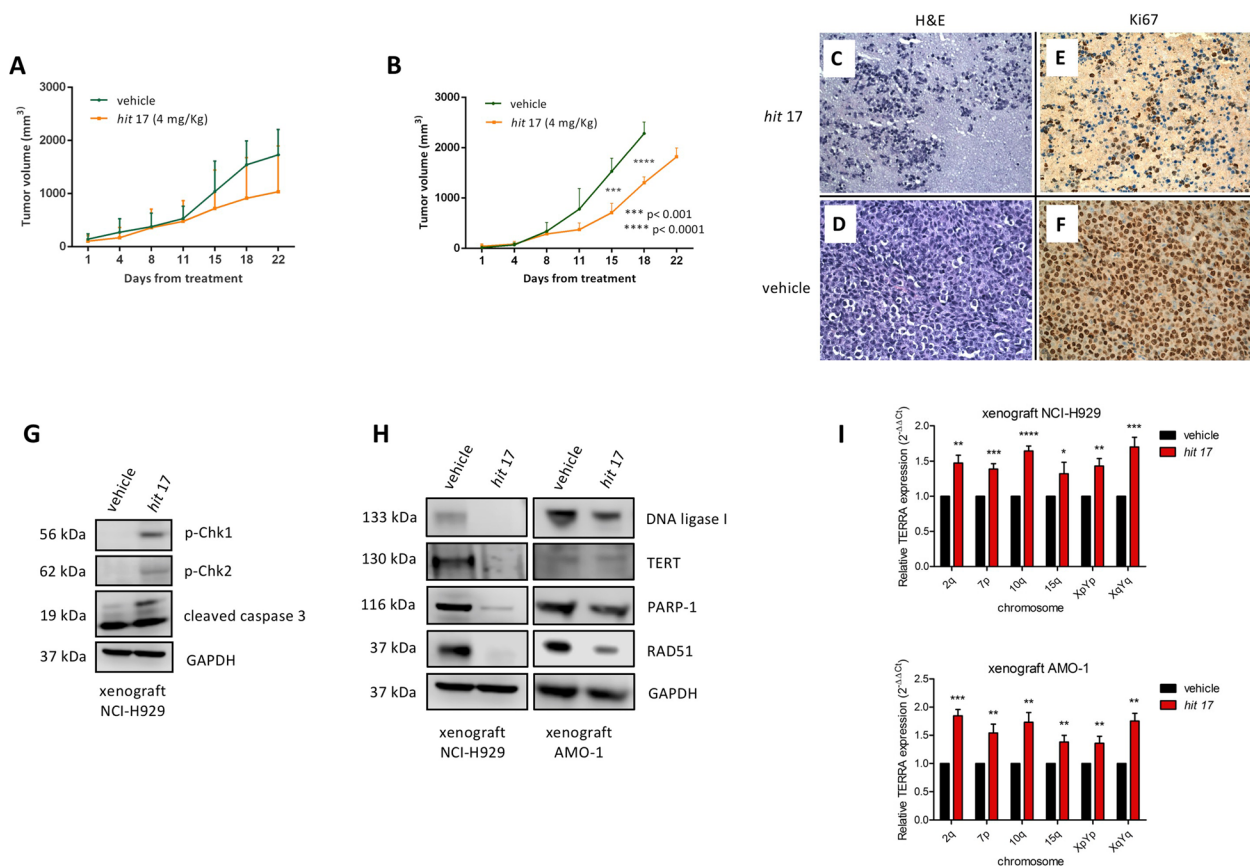 A
Tumor volume (mm³)
3000
2000
1000
0
vehicle
hit 17 (4 mg/Kg)
1 4 8 11 15 18 22
Days from treatment
B
Tumor volume (mm³)
3000
2000
1000
0
vehicle
hit 17 (4 mg/Kg)
****
***
*** p< 0.001
**** p< 0.0001
1 4 8 11 15 18 22
Days from treatment
H&E Ki67
hit 17
vehicle
C
E
D
F
G
vehicle hit 17
56 kDa p-Chk1
62 kDa p-Chk2
19 kDa cleaved caspase 3
37 kDa GAPDH
xenograft
NCI-H929
H
vehicle hit 17 vehicle hit 17
133 kDa DNA ligase I
130 kDa TERT
116 kDa PARP-1
37 kDa RAD51
37 kDa GAPDH
xenograft
NCI-H929
xenograft
AMO-1
I
xenograft NCI-H929
Relative TERRA expression (2^-ΔΔCt)
2.0
1.5
1.0
0.5
0.0
** *** **** * ** ***
vehicle
hit 17
2q 7p 10q 15q XpYp XqYq
chromosome
xenograft AMO-1
Relative TERRA expression (2^-ΔΔCt)
2.5
2.0
1.5
1.0
0.5
0.0
*** ** ** ** ** **
vehicle
hit 17
2q 7p 10q 15q XpYp XqYq
chromosome